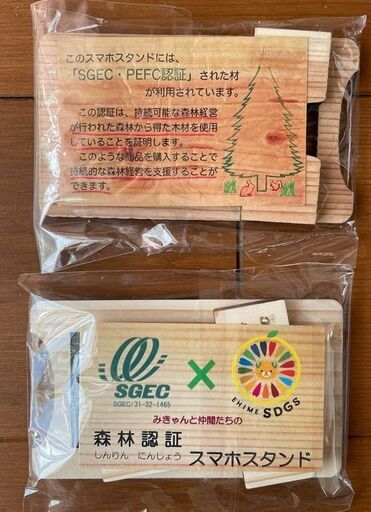 このスマホスタンドには、
「SGEC・PEFC認証」された材
が利用されています。
この認証は、持続可能な森林経営
が行われた森林から得た木材を使用
していることを証明します。
このような商品を購入することで
持続的な森林経営を支援することが
できます。
SGEC
SGEC/31-32-1465
×
EHIME SDGS
みきゃんと仲間たちの
森林認証
しんりん にんしょう
スマホスタンド